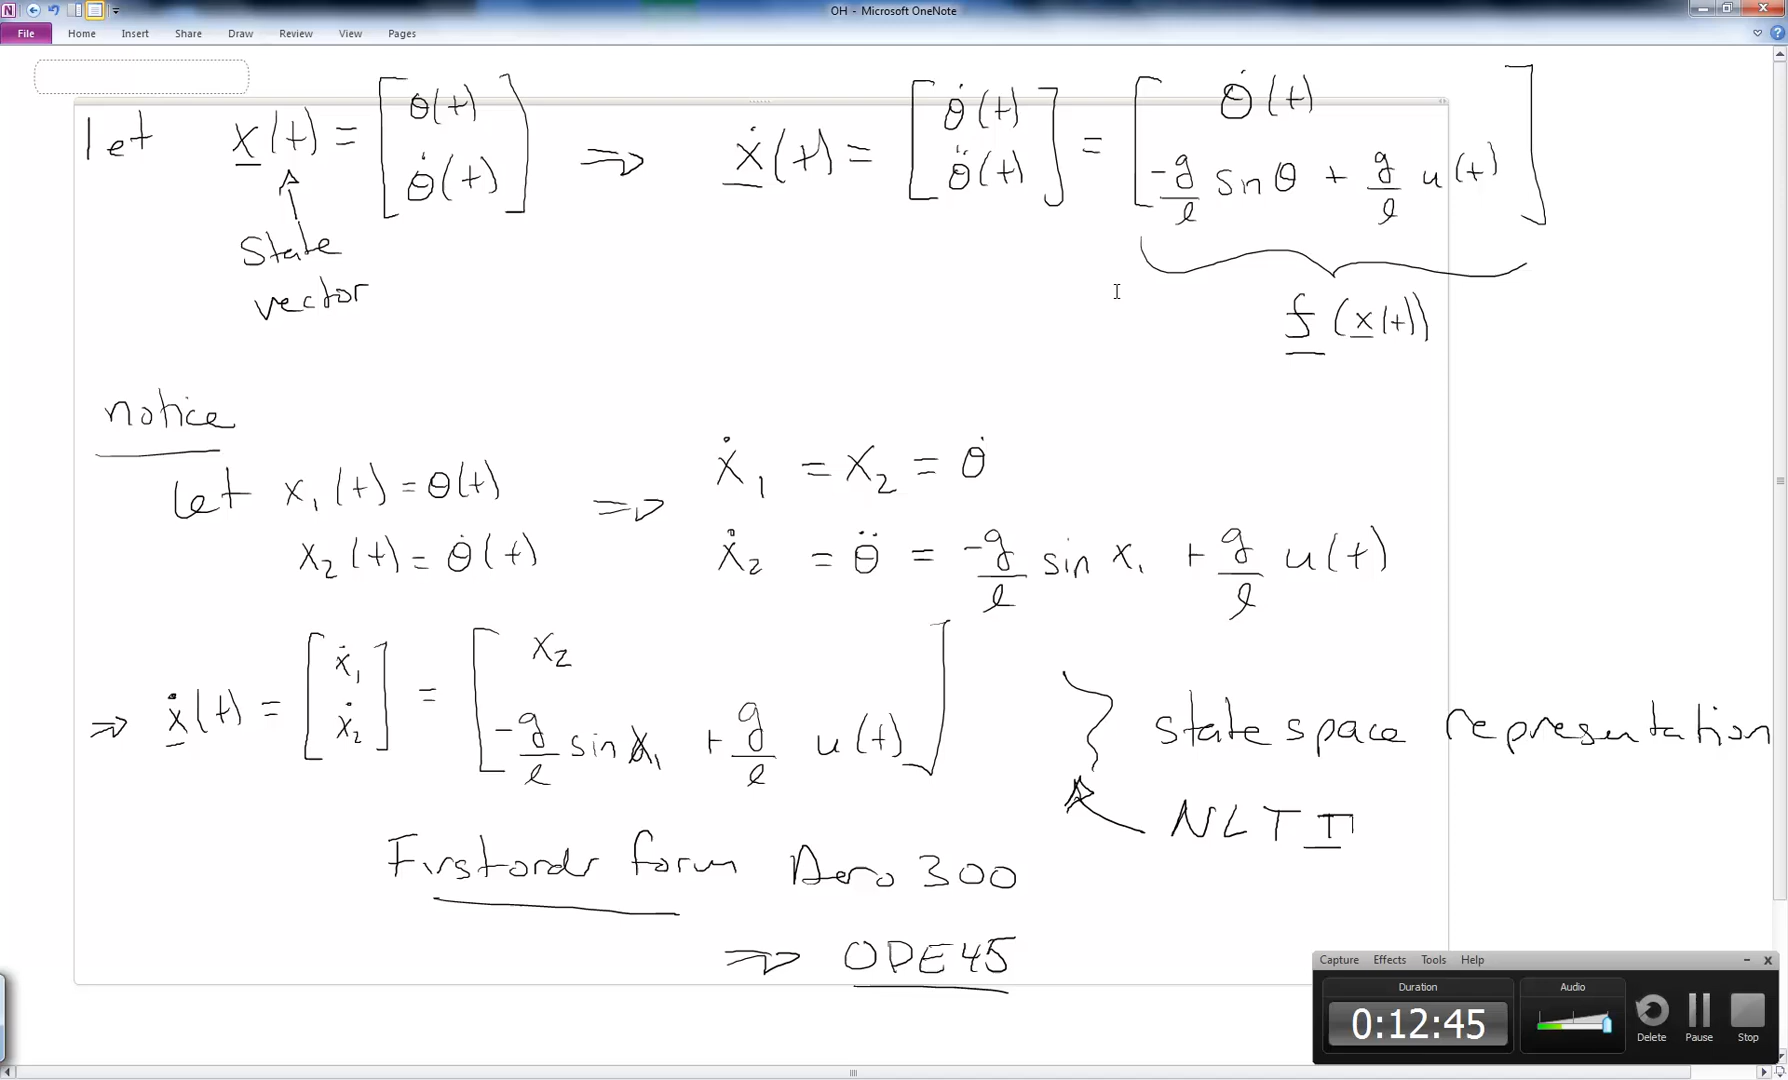 OH - Microsoft OneNote
File Home Insert Share Draw Review View Pages
let x(t) = [θ(t) θ̇(t)] ⇒ ẋ(t) = [θ̇(t) θ̈(t)] = [θ̇(t) -g/l sin θ + g/l u(t)]
state
vector
f(x(t))
notice
let x₁(t) = θ(t) ⇒ ẋ₁ = x₂ = θ̇
x₂(t) = θ̇(t) ẋ₂ = θ̈ = -g/l sin x₁ + g/l u(t)
⇒ ẋ(t) = [ẋ₁ ẋ₂] = [x₂ -g/l sin x₁ + g/l u(t)] } state space representation
NLTI
First ordr form Aero 300
⇒ ODE45
Capture Effects Tools Help
Duration Audio
0:12:45
Delete Pause Stop